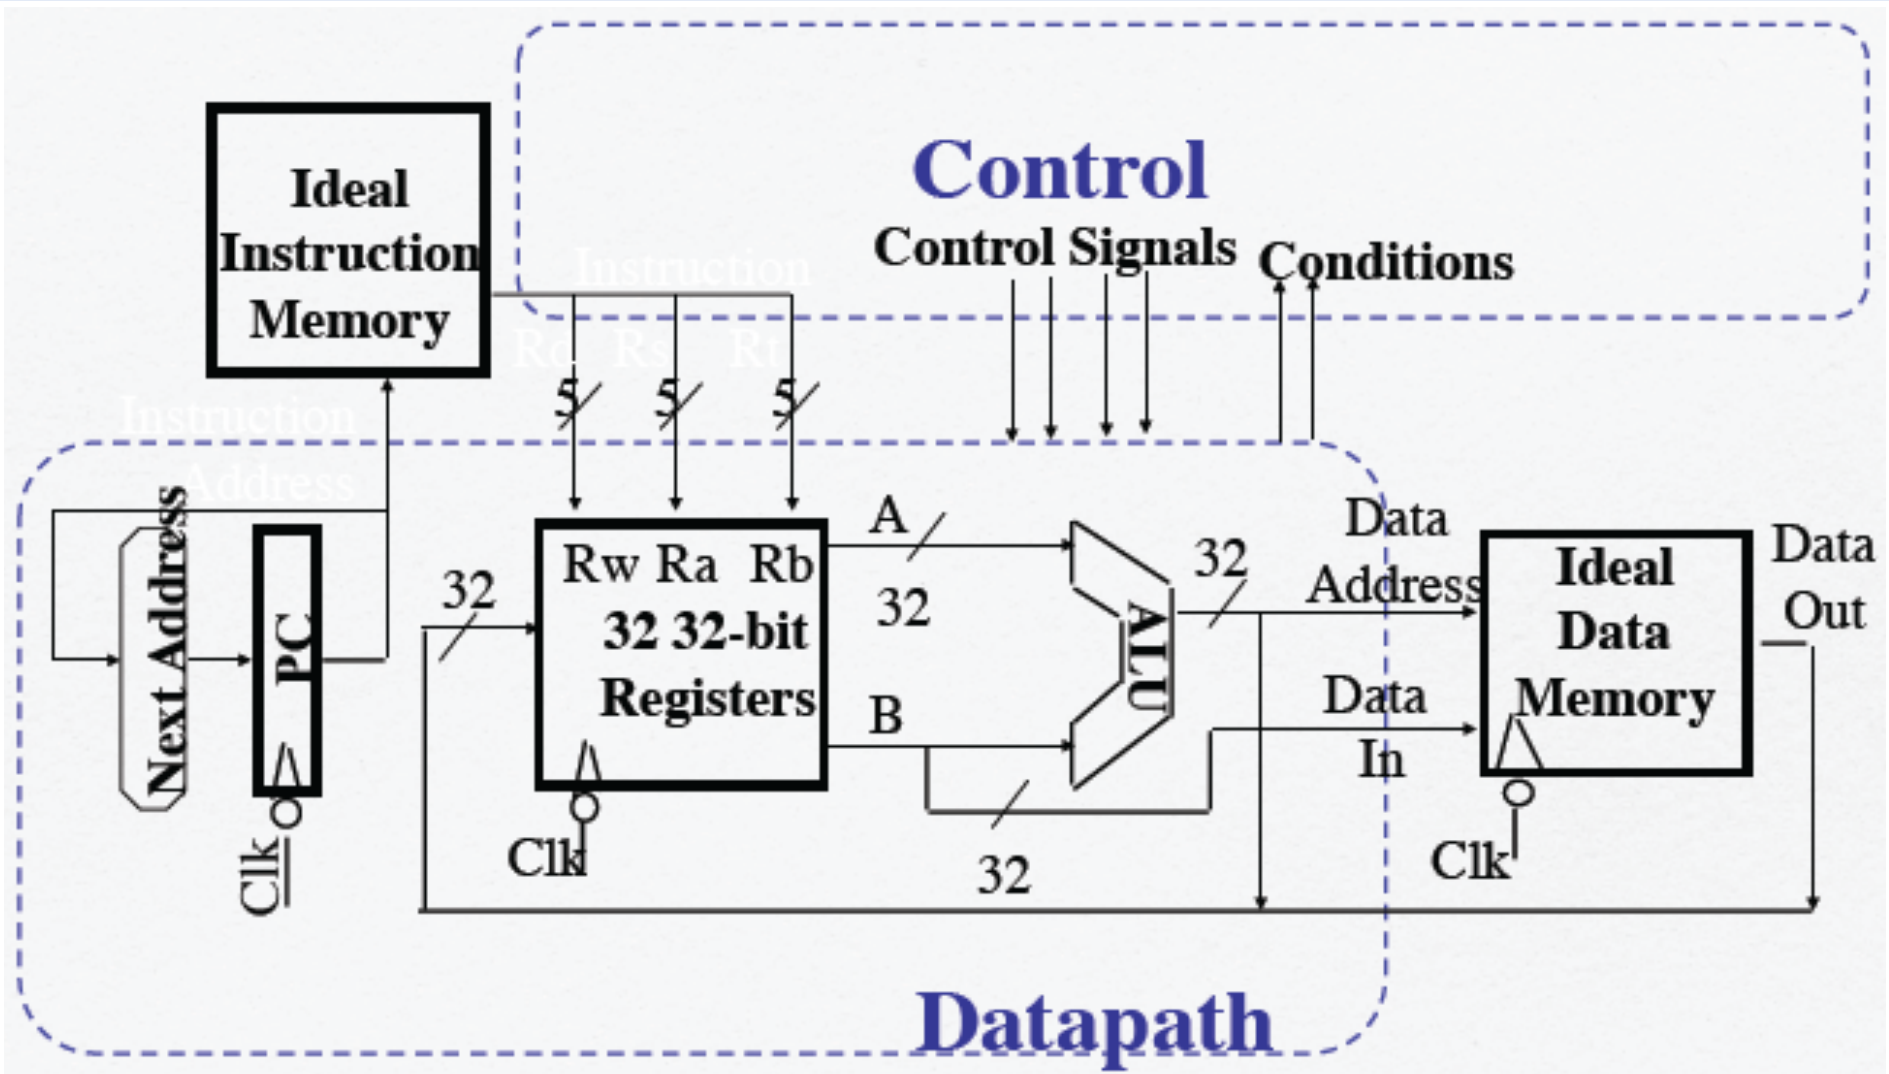 Control
Control Signals
Conditions
Ideal
Instruction
Memory
Instruction
Rd Rs Rt
5 5 5
Instruction
Address
Next Address
PC
Clk
32
Rw Ra Rb
32 32-bit
Registers
Clk
A
32
B
32
ALU
32
Data
Address
Data
In
Ideal
Data
Memory
Clk
Data
Out
Datapath